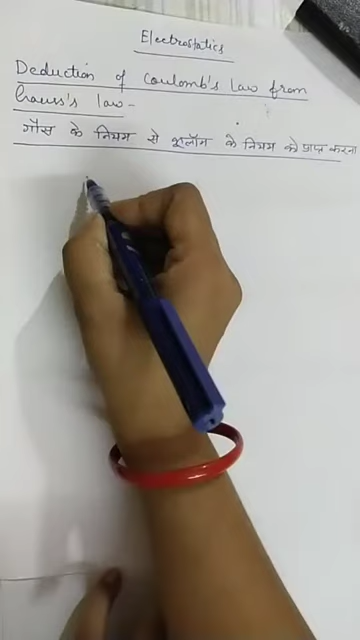 Electrostatics
Deduction of Coulomb's Law from
Gauss's law -
गौस के नियम से कूलॉम के नियम को प्राप्त करना